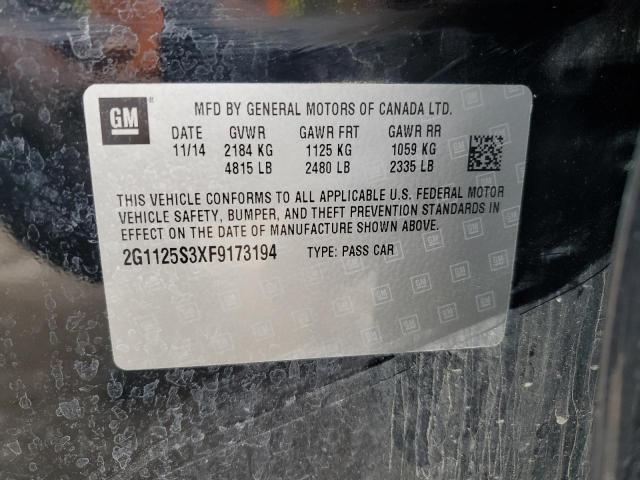 GM
MFD BY GENERAL MOTORS OF CANADA LTD.
DATE GVWR GAWR FRT GAWR RR
11/14 2184 KG 1125 KG 1059 KG
4815 LB 2480 LB 2335 LB
THIS VEHICLE CONFORMS TO ALL APPLICABLE U.S. FEDERAL MOTOR
VEHICLE SAFETY, BUMPER, AND THEFT PREVENTION STANDARDS IN
EFFECT ON THE DATE OF MANUFACTURE SHOWN ABOVE.
2G1125S3XF9173194 TYPE: PASS CAR